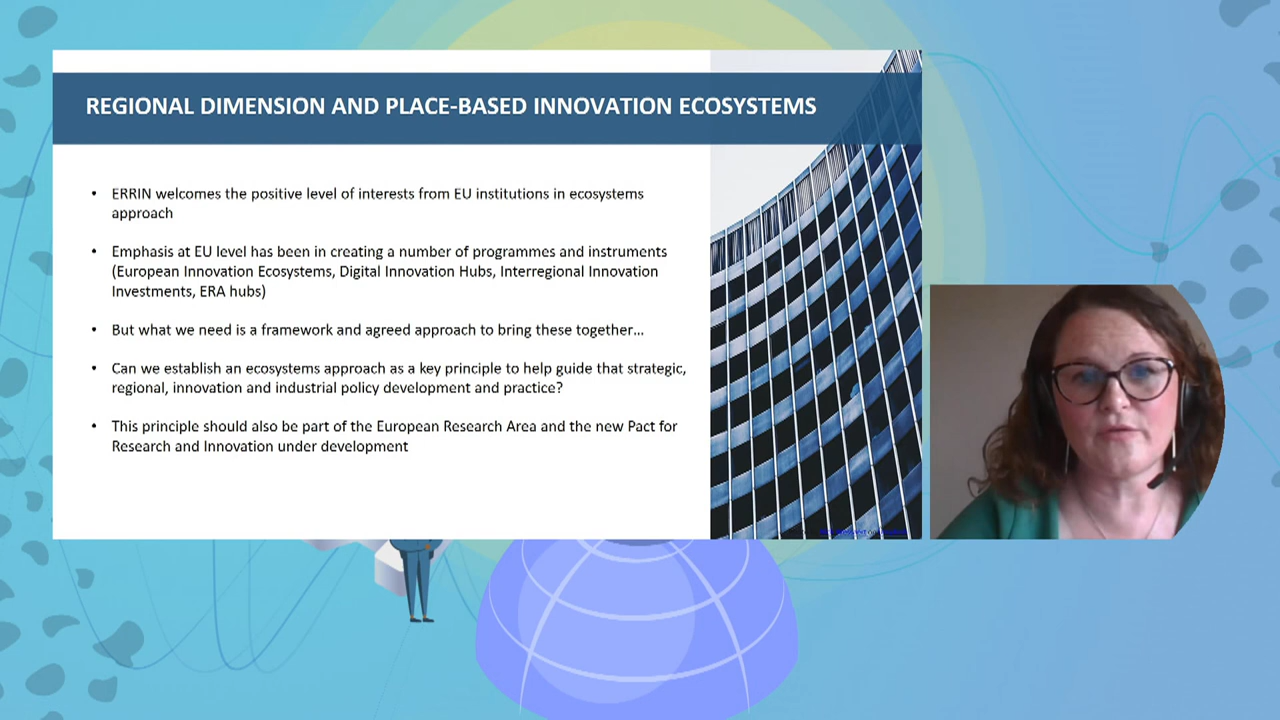 REGIONAL DIMENSION AND PLACE-BASED INNOVATION ECOSYSTEMS
• ERRIN welcomes the positive level of interests from EU institutions in ecosystems
approach
• Emphasis at EU level has been in creating a number of programmes and instruments
(European Innovation Ecosystems, Digital Innovation Hubs, Interregional Innovation
Investments, ERA hubs)
• But what we need is a framework and agreed approach to bring these together...
• Can we establish an ecosystems approach as a key principle to help guide that strategic,
regional, innovation and industrial policy development and practice?
• This principle should also be part of the European Research Area and the new Pact for
Research and Innovation under development